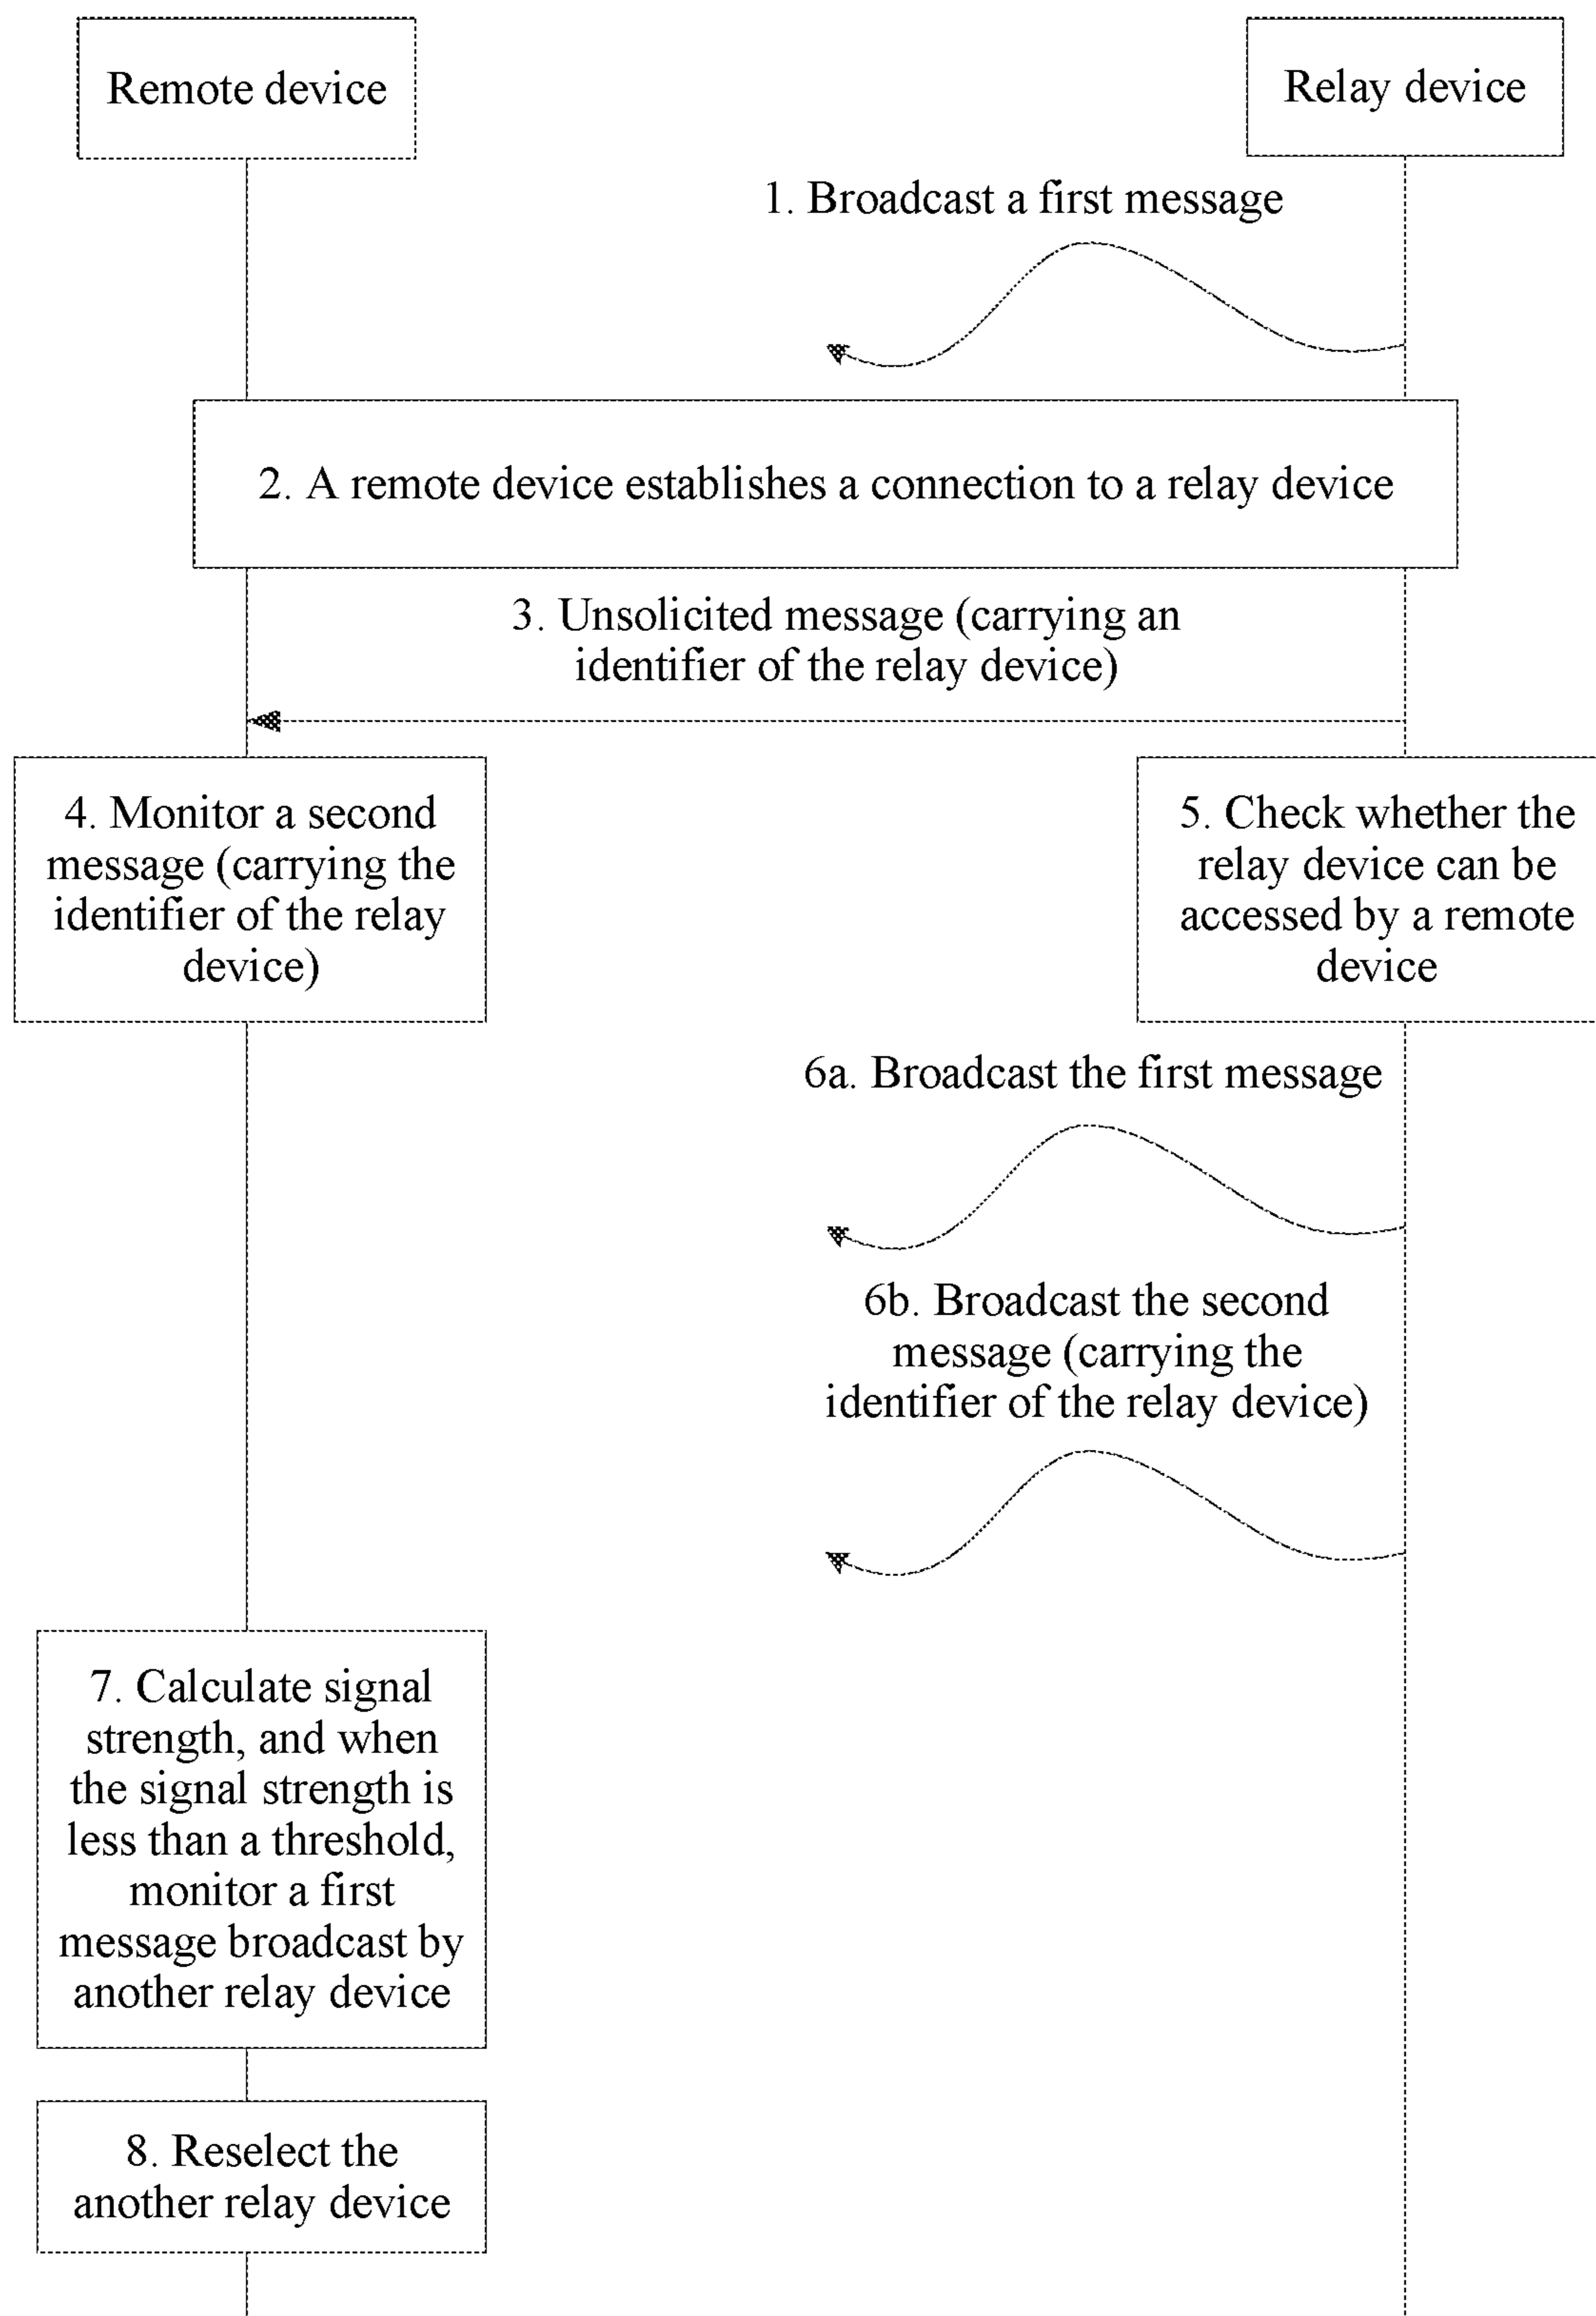 Remote device
Relay device
1. Broadcast a first message
2. A remote device establishes a connection to a relay device
3. Unsolicited message (carrying an
identifier of the relay device)
4. Monitor a second
message (carrying the
identifier of the relay
device)
5. Check whether the
relay device can be
accessed by a remote
device
6a. Broadcast the first message
6b. Broadcast the second
message (carrying the
identifier of the relay device)
7. Calculate signal
strength, and when
the signal strength is
less than a threshold,
monitor a first
message broadcast by
another relay device
8. Reselect the
another relay device